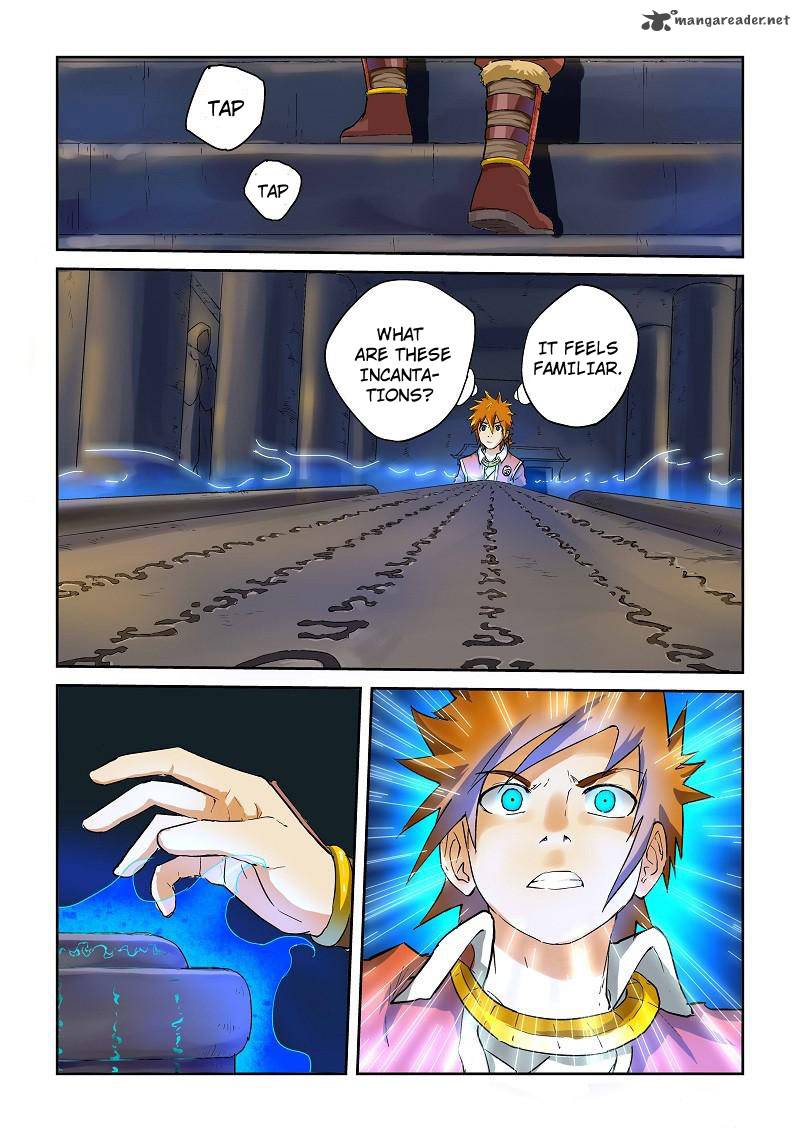 mangareader.net
TAP
TAP
WHAT
ARE THESE
INCANTA-
TIONS?
IT FEELS
FAMILIAR.